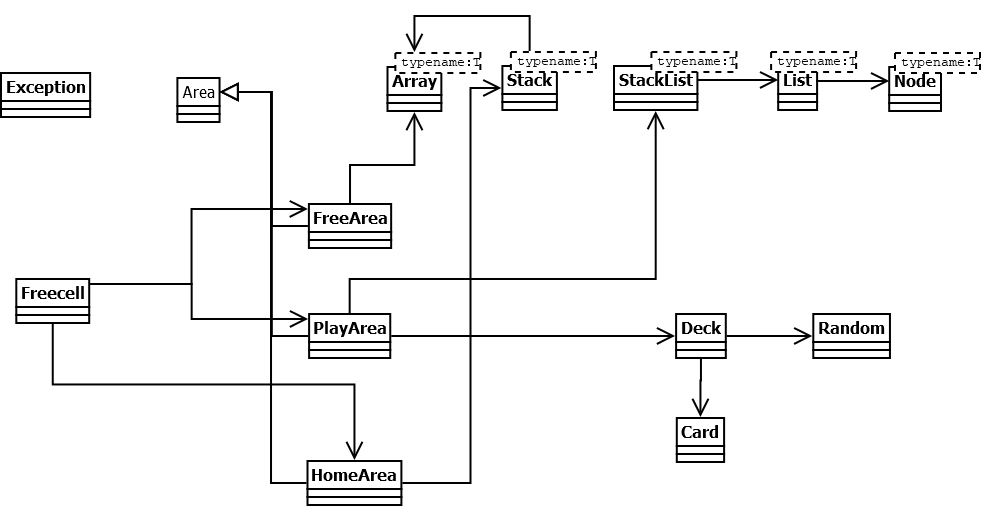 typename:T
typename:T
typename:T
typename:T
typename:T
Exception
Area
Array
Stack
StackList
List
Node
FreeArea
Freecell
PlayArea
Deck
Random
Card
HomeArea